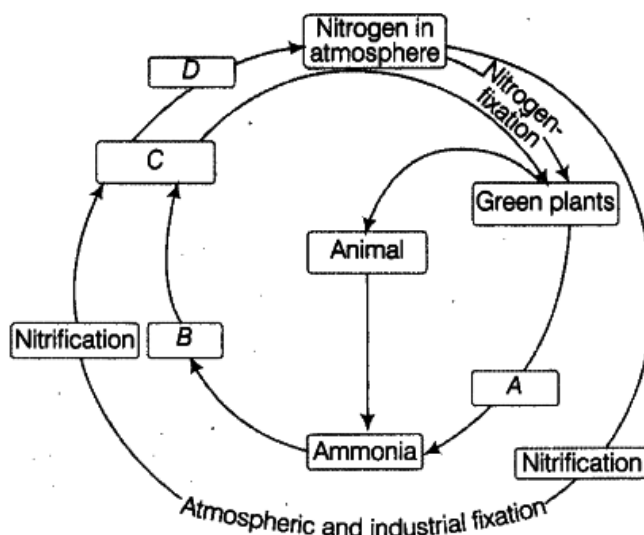 Nitrogen in
atmosphere
D
Nitrogen-
fixation
C
Green plants
Animal
Nitrification
B
A
Ammonia
Nitrification
Atmospheric and industrial fixation